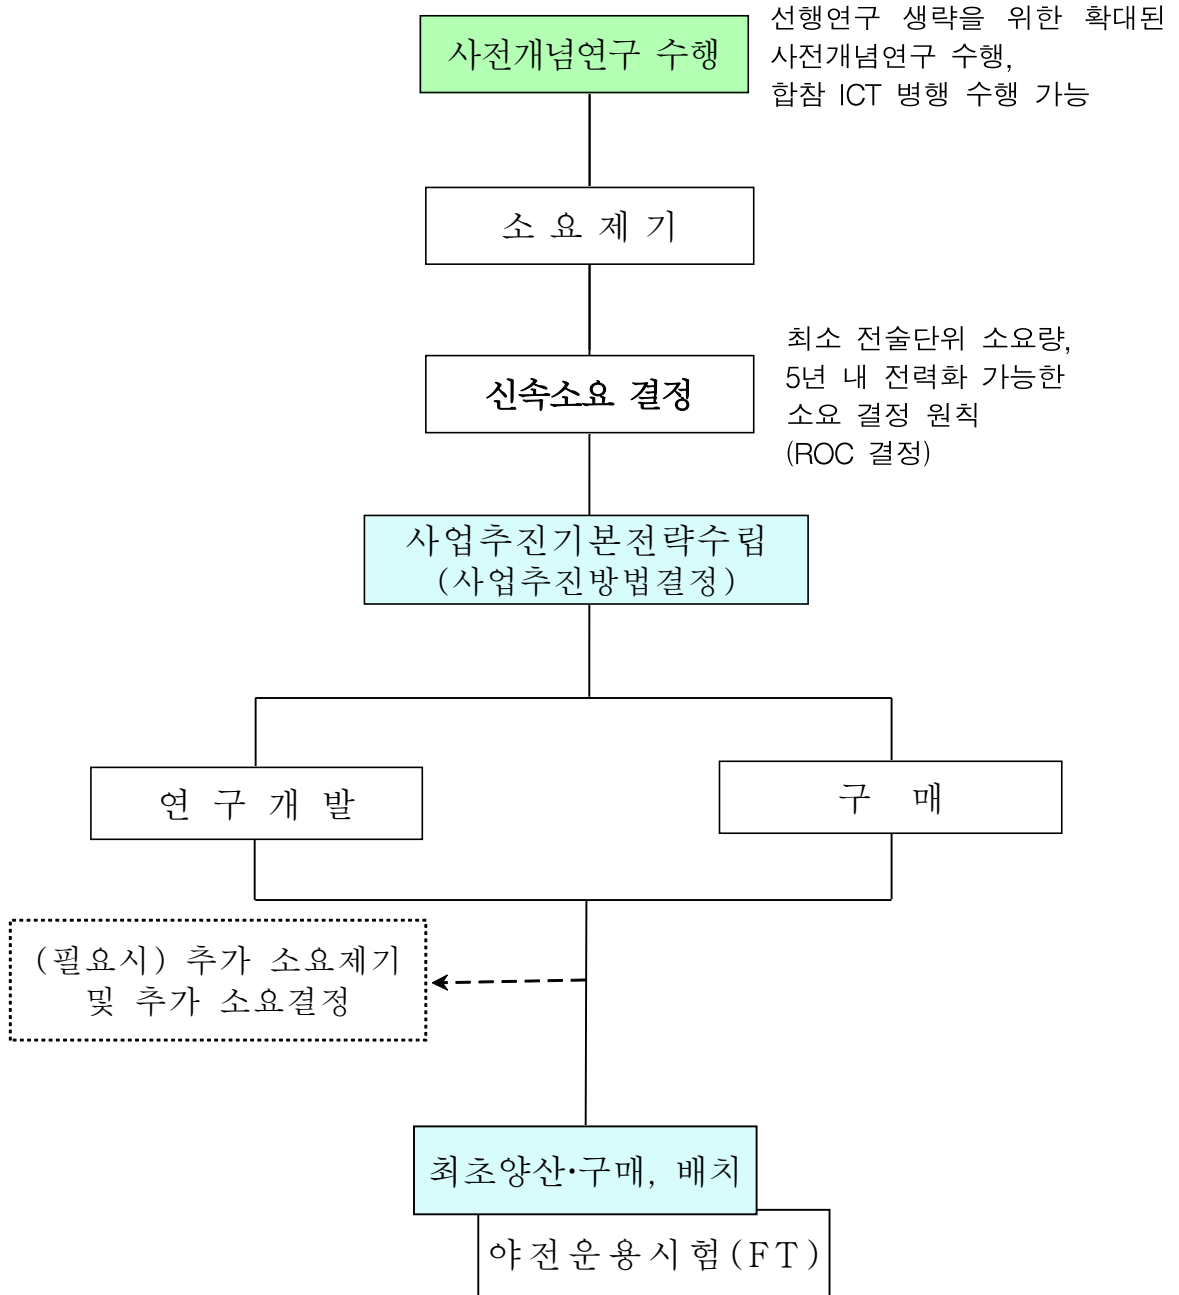 사전개념연구 수행
선행연구 생략을 위한 확대된
사전개념연구 수행,
합참 ICT 병행 수행 가능
소 요 제 기
신속소요 결정
최소 전술단위 소요량,
5년 내 전력화 가능한
소요 결정 원칙
(ROC 결정)
사업추진기본전략수립
(사업추진방법결정)
연 구 개 발
구 매
(필요시) 추가 소요제기
및 추가 소요결정
최초양산·구매, 배치
야전운용시험(FT)